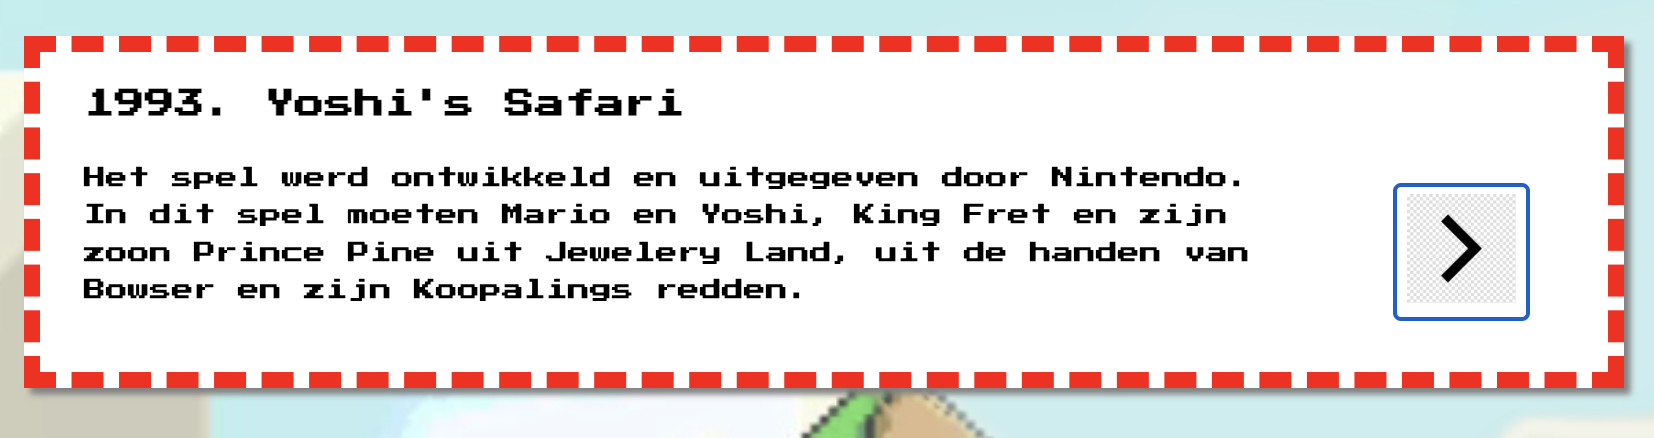 1993. Yoshi's Safari
Het spel werd ontwikkeld en uitgegeven door Nintendo.
In dit spel moeten Mario en Yoshi, King Fret en zijn
zoon Prince Pine uit Jewelery Land, uit de handen van
Bowser en zijn Koopalings redden.